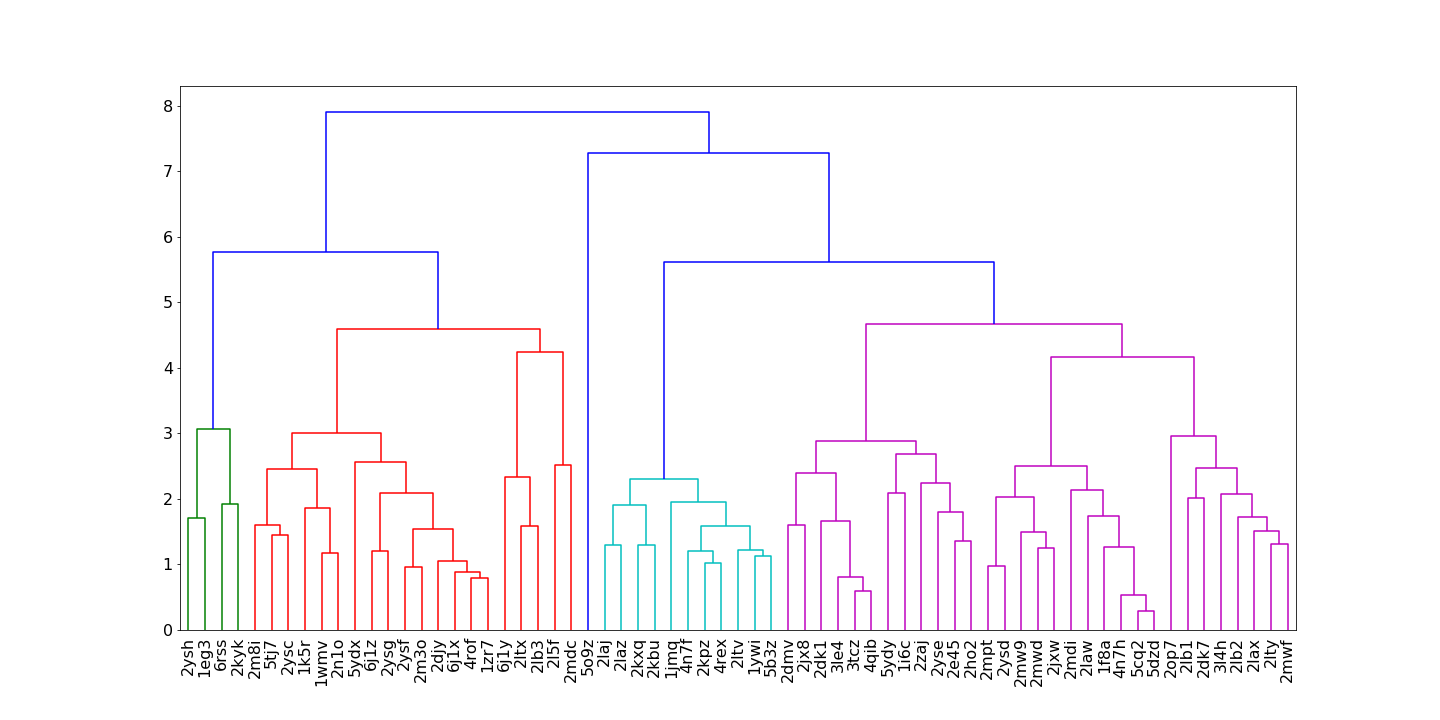 8
7
6
5
4
3
2
1
0
2ysh
1eg3
6rss
2kyk
2m8i
5tj7
2ysc
1k5r
1wmv
2n1o
5ydx
6j1z
2ysg
2ysf
2m3o
2djy
6j1x
4rof
1zr7
6j1y
2ltx
2lb3
2l5f
2mdc
5o9z
2laj
2laz
2kxq
2kbu
1jmq
4n7f
2kpz
4rex
2ltv
1ywi
5b3z
2dmv
2jx8
2dk1
3le4
3tcz
4qib
5ydy
1i6c
2zaj
2yse
2e45
2ho2
2mpt
2ysd
2mw9
2mwd
2jxw
2mdi
2law
1f8a
4n7h
5cq2
5dzd
2op7
2lb1
2dk7
3l4h
2lb2
2lax
2lty
2mwf